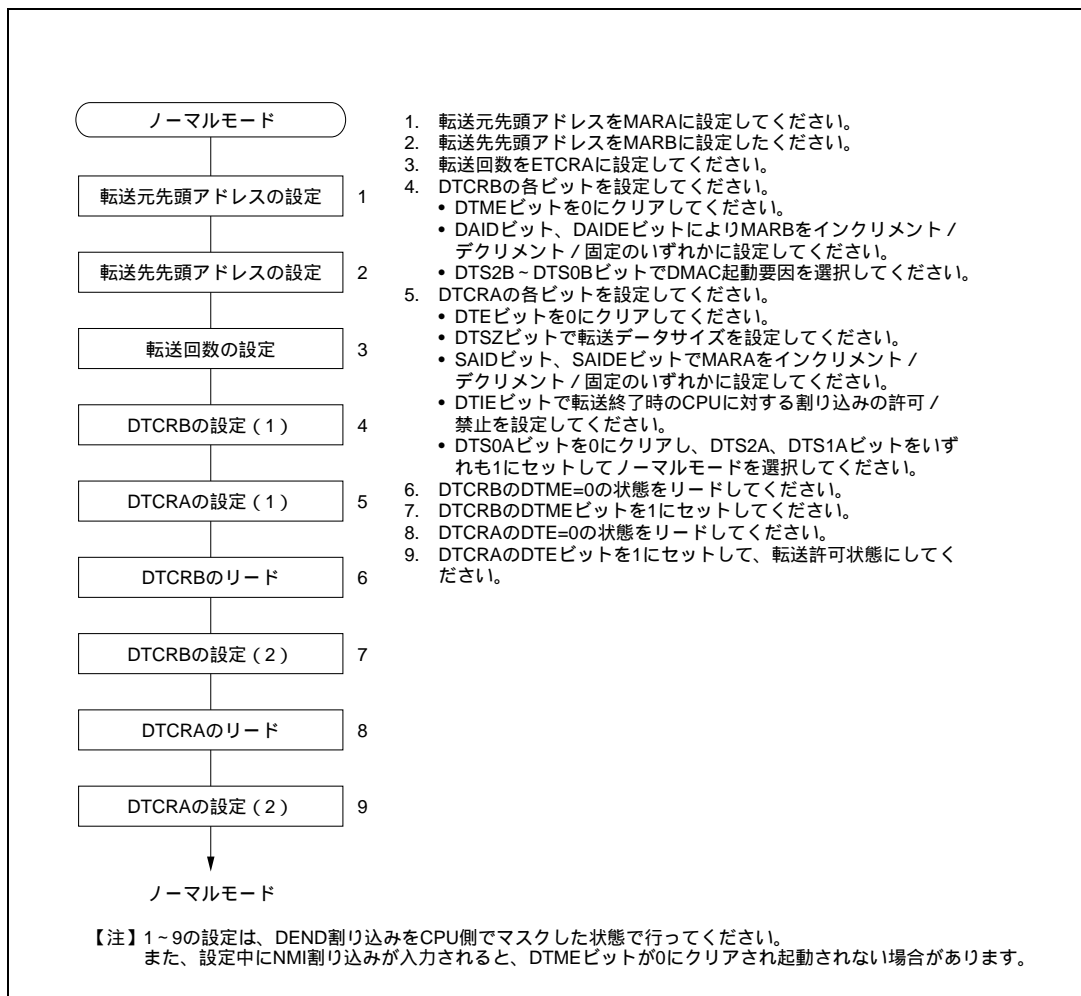 ノーマルモード
転送元先頭アドレスの設定 1
転送先先頭アドレスの設定 2
転送回数の設定 3
DTCRBの設定(1) 4
DTCRAの設定(1) 5
DTCRBのリード 6
DTCRBの設定(2) 7
DTCRAのリード 8
DTCRAの設定(2) 9
ノーマルモード
1. 転送元先頭アドレスをMARAに設定してください。
2. 転送先先頭アドレスをMARBに設定したください。
3. 転送回数をETCRAに設定してください。
4. DTCRBの各ビットを設定してください。
• DTMEビットを0にクリアしてください。
• DAIDビット、DAIDEビットによりMARBをインクリメント/
デクリメント/固定のいずれかに設定してください。
• DTS2B~DTS0BビットでDMAC起動要因を選択してください。
5. DTCRAの各ビットを設定してください。
• DTEビットを0にクリアしてください。
• DTSZビットで転送データサイズを設定してください。
• SAIDビット、SAIDEビットでMARAをインクリメント/
デクリメント/固定のいずれかに設定してください。
• DTIEビットで転送終了時のCPUに対する割り込みの許可/
禁止を設定してください。
• DTS0Aビットを0にクリアし、DTS2A、DTS1Aビットをいず
れも1にセットしてノーマルモードを選択してください。
6. DTCRBのDTME=0の状態をリードしてください。
7. DTCRBのDTMEビットを1にセットしてください。
8. DTCRAのDTE=0の状態をリードしてください。
9. DTCRAのDTEビットを1にセットして、転送許可状態にしてく
ださい。
【注】1~9の設定は、DEND割り込みをCPU側でマスクした状態で行ってください。
また、設定中にNMI割り込みが入力されると、DTMEビットが0にクリアされ起動されない場合があります。